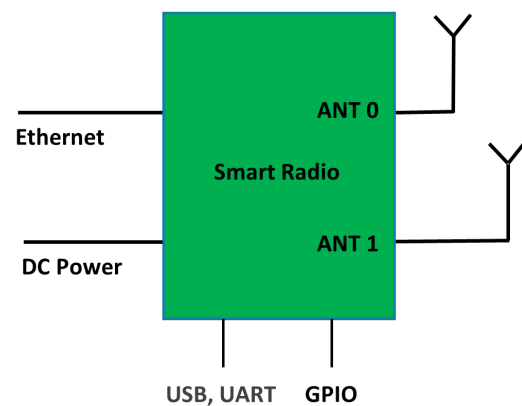 ANT 0
Ethernet
Smart Radio
ANT 1
DC Power
USB, UART GPIO